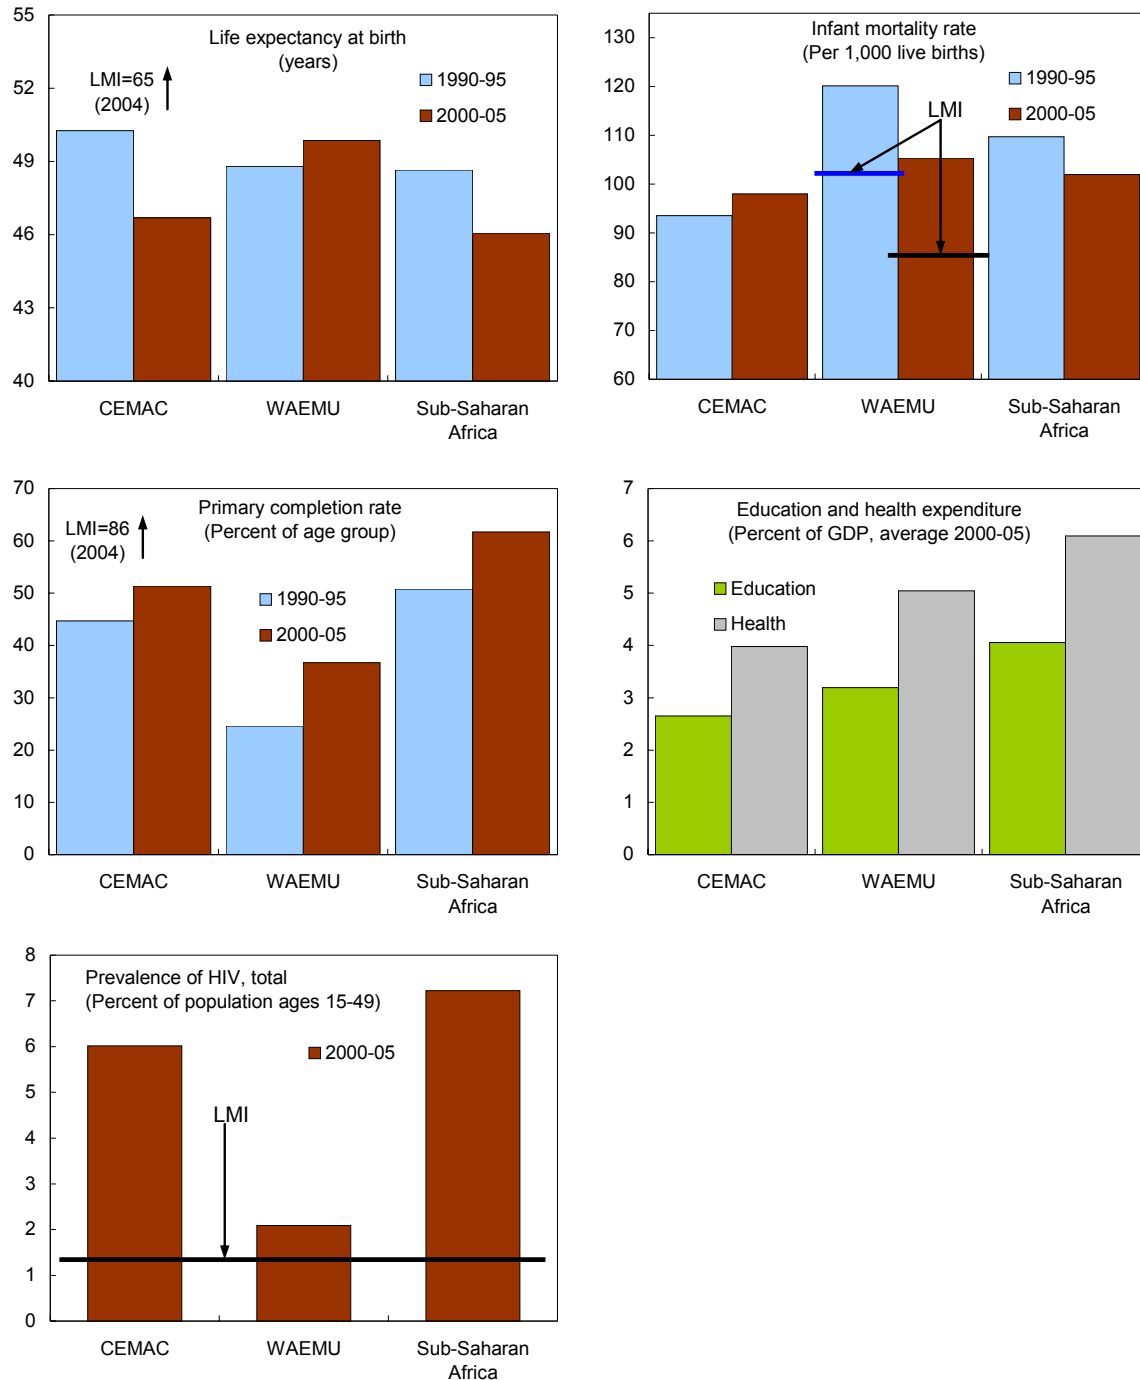 Life expectancy at birth
(years)
LMI=65
(2004)
1990-95
2000-05
55
52
49
46
43
40
CEMAC
WAEMU
Sub-Saharan
Africa
Infant mortality rate
(Per 1,000 live births)
1990-95
2000-05
LMI
130
120
110
100
90
80
70
60
CEMAC
WAEMU
Sub-Saharan
Africa
Primary completion rate
(Percent of age group)
LMI=86
(2004)
1990-95
2000-05
70
60
50
40
30
20
10
0
CEMAC
WAEMU
Sub-Saharan
Africa
Education and health expenditure
(Percent of GDP, average 2000-05)
Education
Health
7
6
5
4
3
2
1
0
CEMAC
WAEMU
Sub-Saharan
Africa
Prevalence of HIV, total
(Percent of population ages 15-49)
2000-05
LMI
8
7
6
5
4
3
2
1
0
CEMAC
WAEMU
Sub-Saharan
Africa